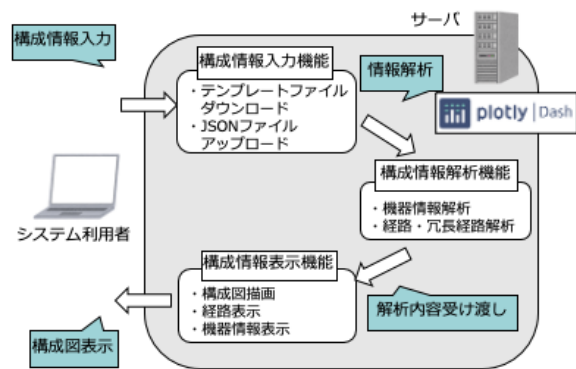 サーバ
構成情報入力
構成情報入力機能
・テンプレートファイル
ダウンロード
・JSONファイル
アップロード
情報解析
plotly | Dash
構成情報解析機能
・機器情報解析
・経路・冗長経路解析
システム利用者
構成情報表示機能
・構成図描画
・経路表示
・機器情報表示
解析内容受け渡し
構成図表示